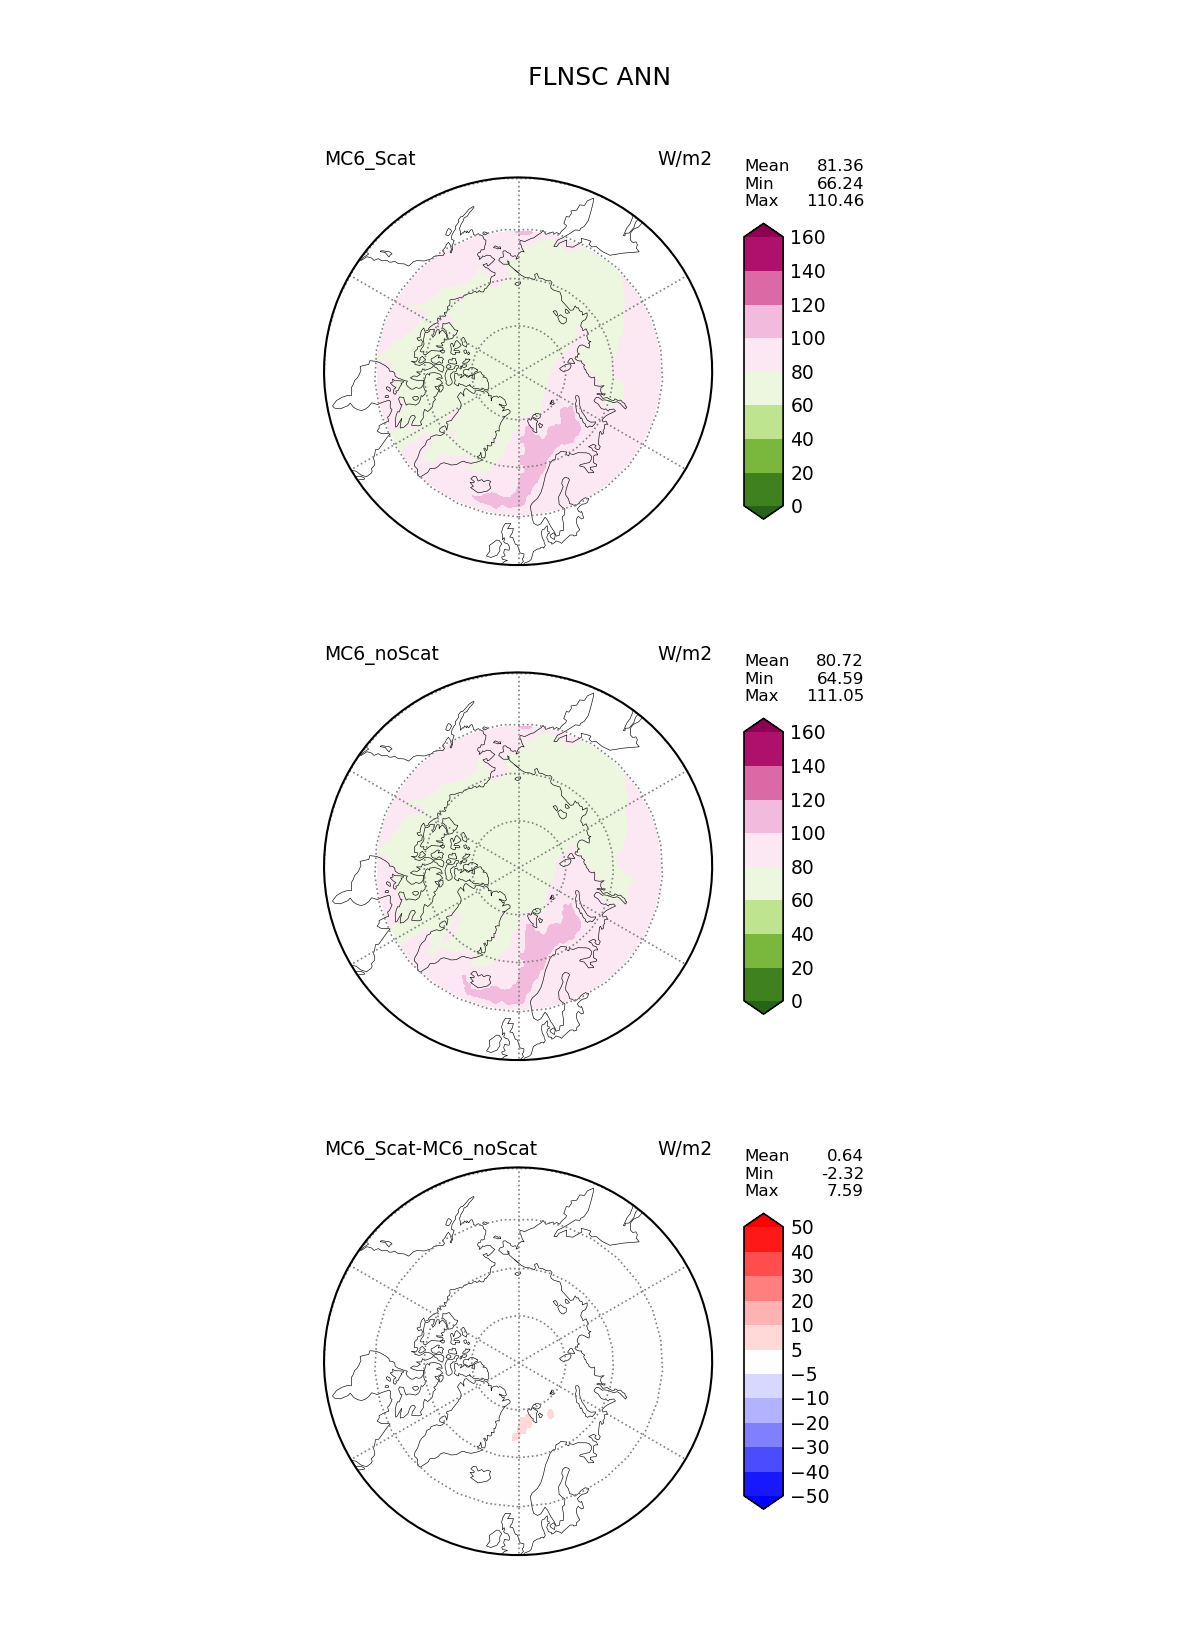 FLNSC ANN
MC6_Scat W/m2
Mean 81.36
Min 66.24
Max 110.46
160
140
120
100
80
60
40
20
0
MC6_noScat W/m2
Mean 80.72
Min 64.59
Max 111.05
160
140
120
100
80
60
40
20
0
MC6_Scat-MC6_noScat W/m2
Mean 0.64
Min -2.32
Max 7.59
50
40
30
20
10
5
−5
−10
−20
−30
−40
−50